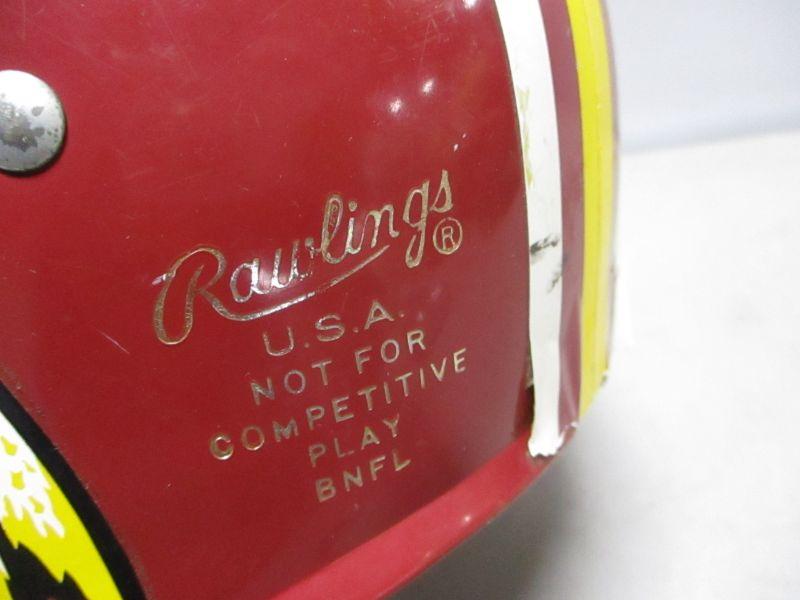 Rawlings®
U.S.A.
NOT FOR
COMPETITIVE
PLAY
BNFL